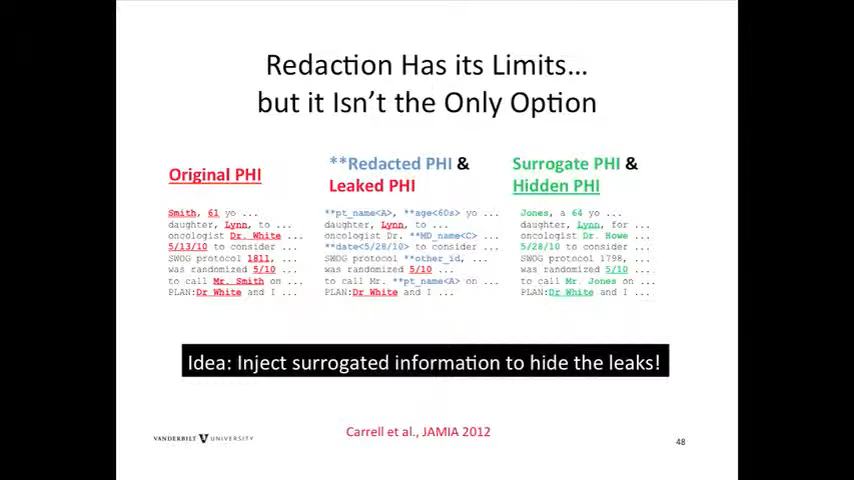 Redaction Has its Limits…
but it Isn't the Only Option
Original PHI
Smith, 61 yo ...
daughter, Lynn, to ...
oncologist Dr. White ...
5/13/10 to consider ...
SWOG protocol 1811, ...
was randomized 5/10 ...
to call Mr. Smith on ...
PLAN:Dr White and I ...
**Redacted PHI &
Leaked PHI
**pt_name<A>, **age<60s> yo ...
daughter, Lynn, to ...
oncologist Dr. **MD_name<C> ...
**date<5/28/10> to consider ...
SWOG protocol **other_id, ...
was randomized 5/10 ...
to call Mr. **pt_name<A> on ...
PLAN:Dr White and I ...
Surrogate PHI &
Hidden PHI
Jones, a 64 yo ...
daughter, Lynn, for ...
oncologist Dr. Howe ...
5/28/10 to consider ...
SWOG protocol 1798, ...
was randomized 5/10 ...
to call Mr. Jones on ...
PLAN:Dr White and I ...
Idea: Inject surrogated information to hide the leaks!
VANDERBILT UNIVERSITY
Carrell et al., JAMIA 2012
48